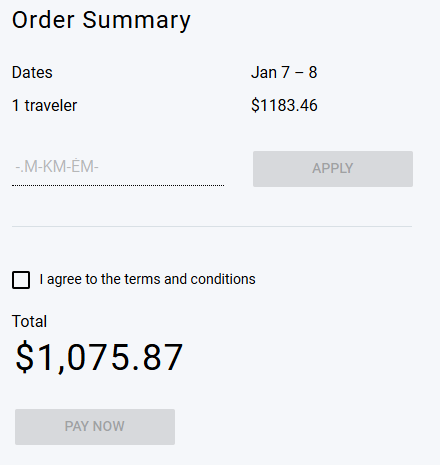 Order Summary
Dates Jan 7 – 8
1 traveler $1183.46
-.M-KM-ĖM- APPLY
I agree to the terms and conditions
Total
$1,075.87
PAY NOW